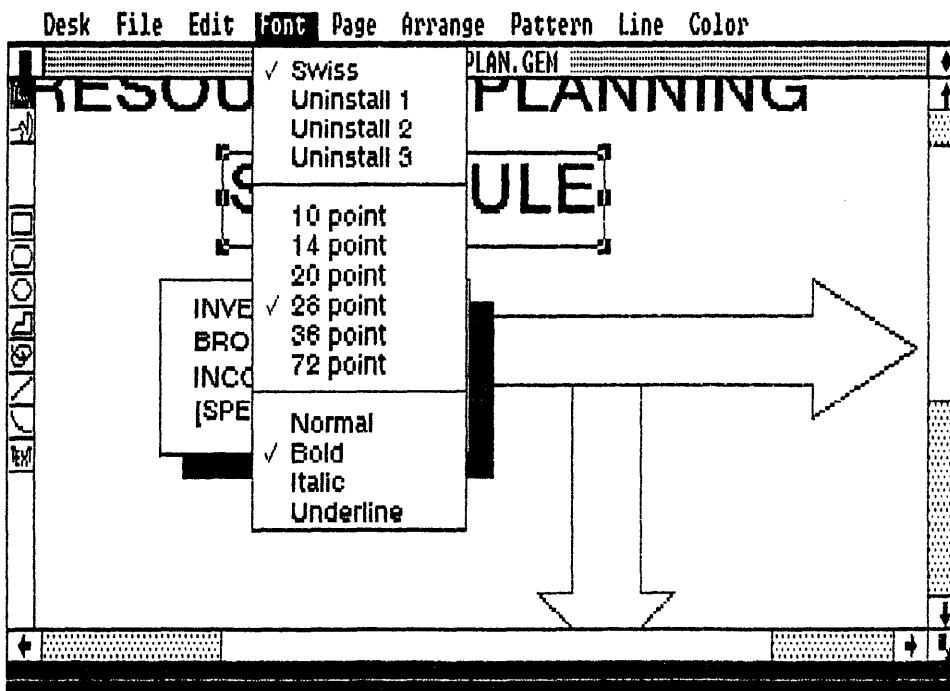 Desk File Edit Font Page Arrange Pattern Line Color
PLAN.GEM
RESOU PLANNING
S ULE
✓ Swiss
Uninstall 1
Uninstall 2
Uninstall 3
10 point
14 point
20 point
✓ 28 point
36 point
72 point
Normal
✓ Bold
Italic
Underline
INVE
BRO
INCO
[SPE
TEXT